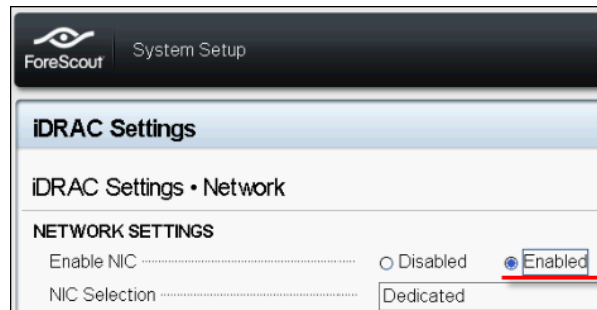 ForeScout System Setup
iDRAC Settings
iDRAC Settings • Network
NETWORK SETTINGS
Enable NIC Disabled Enabled
NIC Selection Dedicated